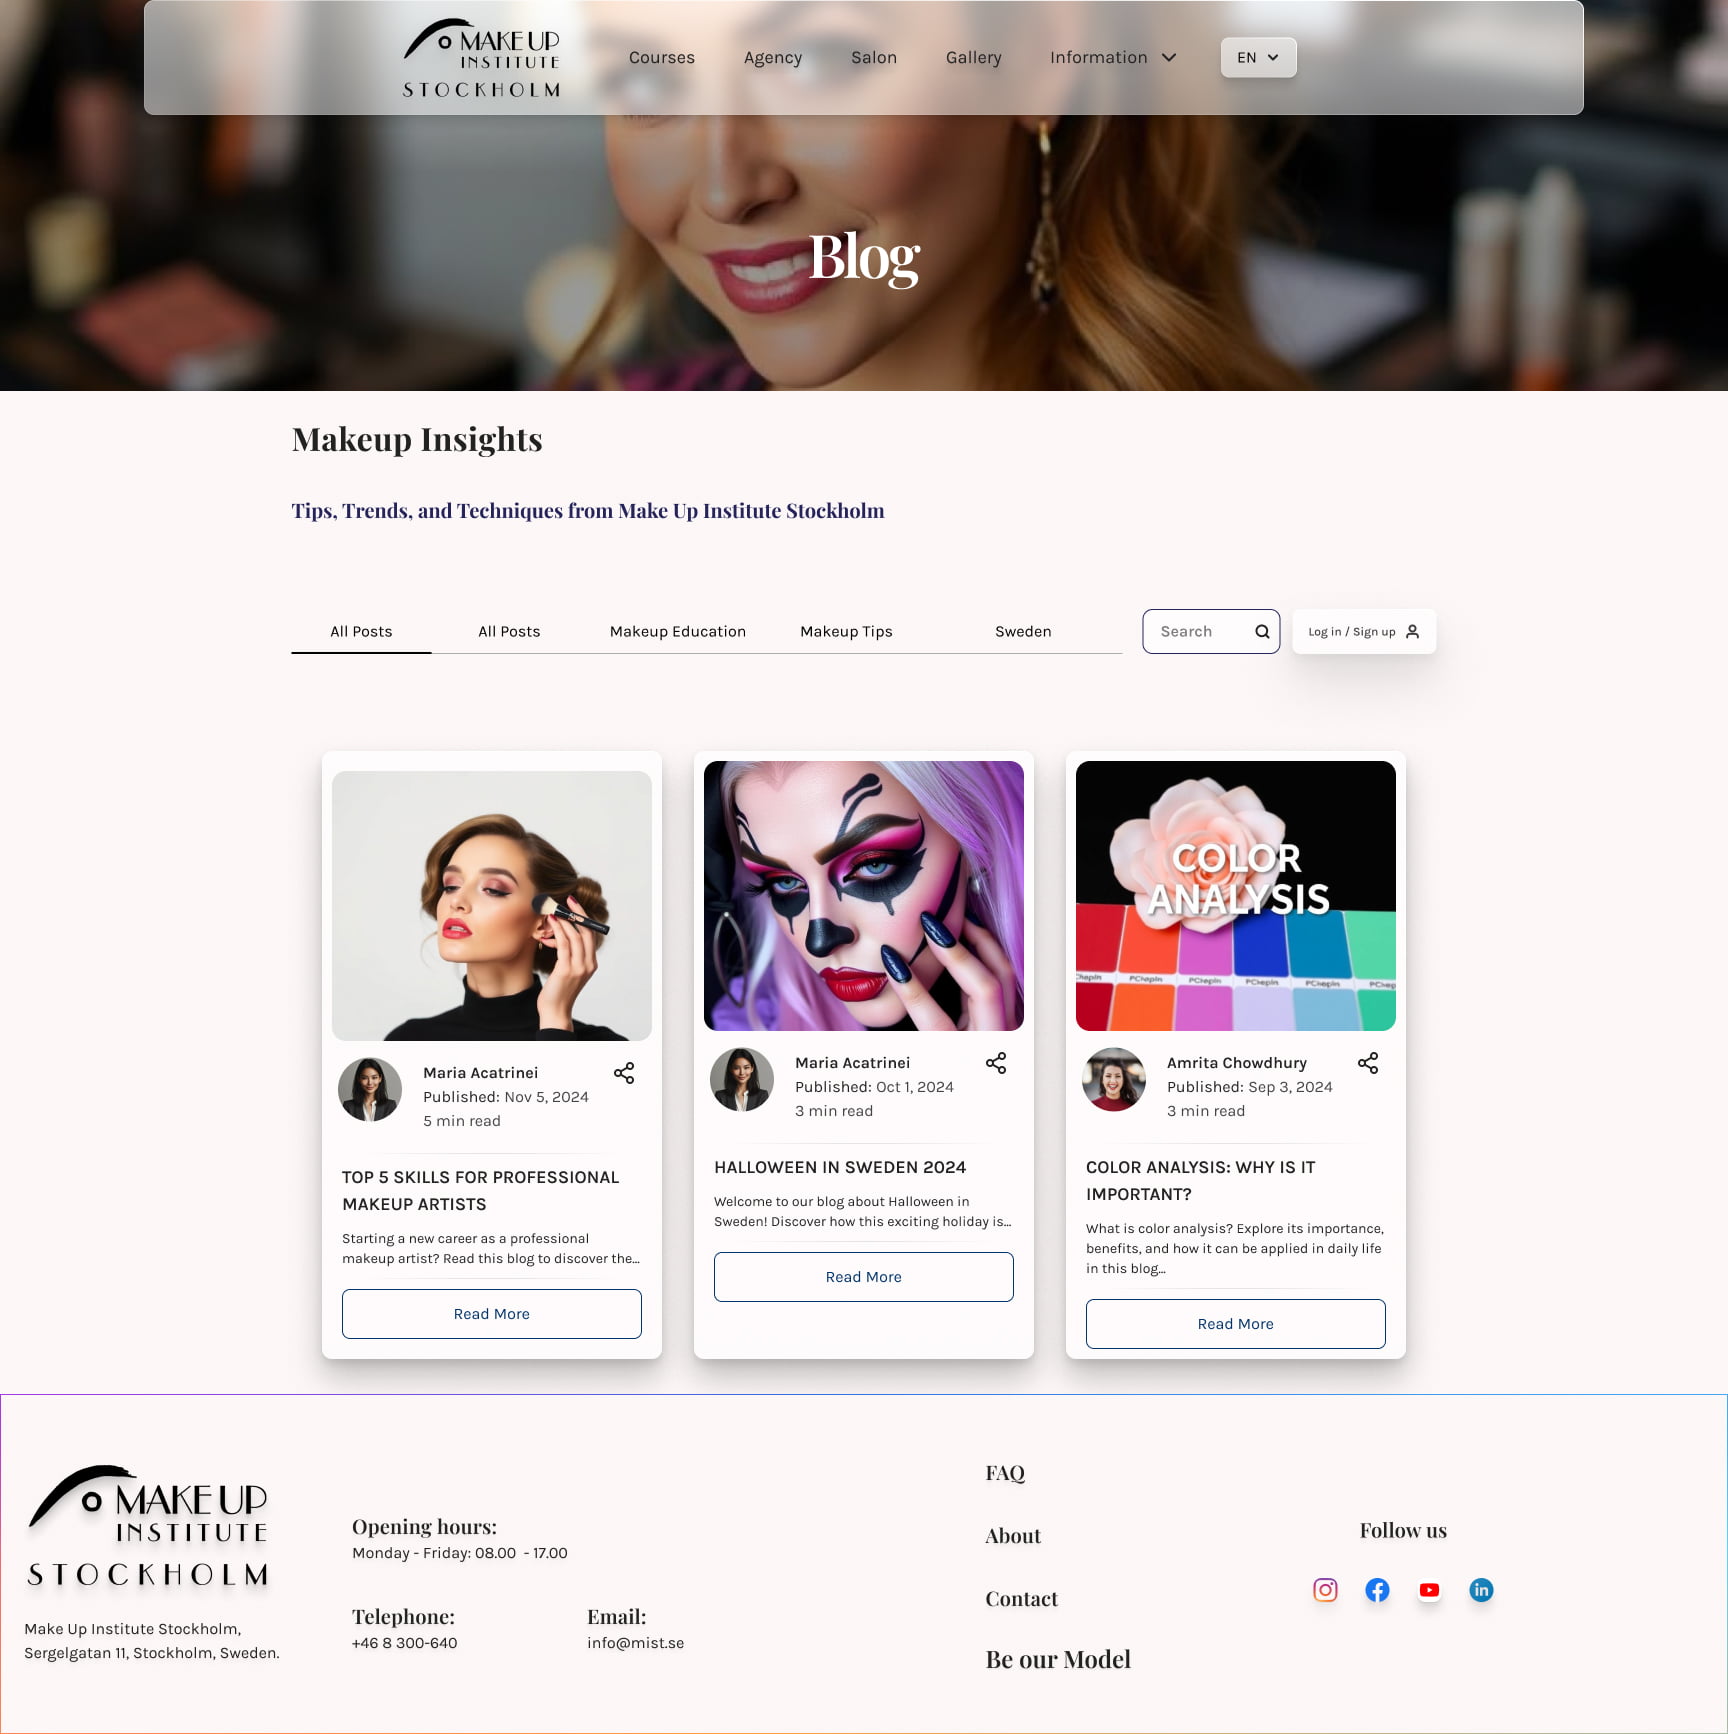 MAKE UP
INSTITUTE
STOCKHOLM
Courses
Agency
Salon
Gallery
Information
EN
Blog
Makeup Insights
Tips, Trends, and Techniques from Make Up Institute Stockholm
All Posts
All Posts
Makeup Education
Makeup Tips
Sweden
Search
Log in / Sign up
Maria Acatrinei
Published: Nov 5, 2024
5 min read
TOP 5 SKILLS FOR PROFESSIONAL
MAKEUP ARTISTS
Starting a new career as a professional
makeup artist? Read this blog to discover the...
Read More
Maria Acatrinei
Published: Oct 1, 2024
3 min read
HALLOWEEN IN SWEDEN 2024
Welcome to our blog about Halloween in
Sweden! Discover how this exciting holiday is...
Read More
COLOR
ANALYSIS
PChepin PChepin PChepin PChepin
Amrita Chowdhury
Published: Sep 3, 2024
3 min read
COLOR ANALYSIS: WHY IS IT
IMPORTANT?
What is color analysis? Explore its importance,
benefits, and how it can be applied in daily life
in this blog...
Read More
MAKE UP
INSTITUTE
STOCKHOLM
Make Up Institute Stockholm,
Sergelgatan 11, Stockholm, Sweden.
Opening hours:
Monday - Friday: 08.00 - 17.00
Telephone:
+46 8 300-640
Email:
info@mist.se
FAQ
About
Contact
Be our Model
Follow us